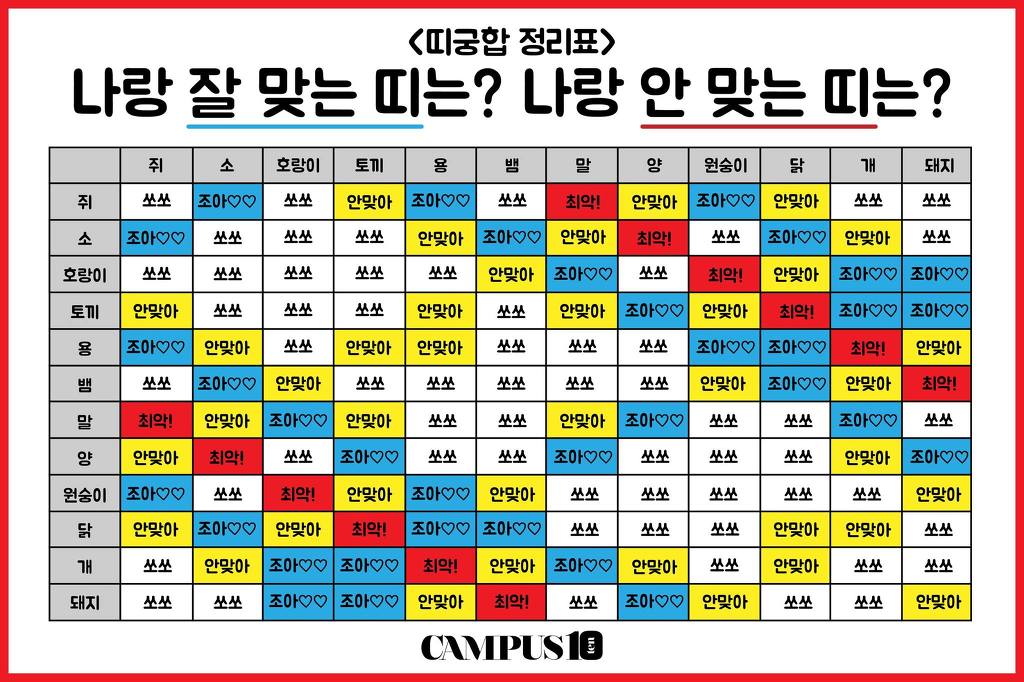 <띠궁합 정리표>
나랑 잘 맞는 띠는? 나랑 안 맞는 띠는?
쥐 소 호랑이 토끼 용 뱀 말 양 원숭이 닭 개 돼지
쥐 쏘쏘 조아♡♡ 쏘쏘 안맞아 조아♡♡ 쏘쏘 최악! 안맞아 조아♡♡ 안맞아 쏘쏘 쏘쏘
소 조아♡♡ 쏘쏘 쏘쏘 쏘쏘 안맞아 조아♡♡ 안맞아 최악! 쏘쏘 조아♡♡ 안맞아 쏘쏘
호랑이 쏘쏘 쏘쏘 쏘쏘 쏘쏘 쏘쏘 안맞아 조아♡♡ 쏘쏘 최악! 안맞아 조아♡♡ 조아♡♡
토끼 안맞아 쏘쏘 쏘쏘 쏘쏘 안맞아 쏘쏘 안맞아 조아♡♡ 안맞아 최악! 조아♡♡ 조아♡♡
용 조아♡♡ 안맞아 쏘쏘 안맞아 안맞아 쏘쏘 쏘쏘 쏘쏘 조아♡♡ 조아♡♡ 최악! 안맞아
뱀 쏘쏘 조아♡♡ 안맞아 쏘쏘 쏘쏘 쏘쏘 쏘쏘 쏘쏘 안맞아 조아♡♡ 안맞아 최악!
말 최악! 안맞아 조아♡♡ 안맞아 쏘쏘 쏘쏘 안맞아 조아♡♡ 쏘쏘 쏘쏘 조아♡♡ 쏘쏘
양 안맞아 최악! 쏘쏘 조아♡♡ 쏘쏘 쏘쏘 조아♡♡ 쏘쏘 쏘쏘 쏘쏘 안맞아 조아♡♡
원숭이 조아♡♡ 쏘쏘 최악! 안맞아 조아♡♡ 안맞아 쏘쏘 쏘쏘 쏘쏘 쏘쏘 쏘쏘 안맞아
닭 안맞아 조아♡♡ 안맞아 최악! 조아♡♡ 조아♡♡ 쏘쏘 쏘쏘 쏘쏘 안맞아 안맞아 쏘쏘
개 쏘쏘 안맞아 조아♡♡ 조아♡♡ 최악! 안맞아 조아♡♡ 안맞아 쏘쏘 안맞아 쏘쏘 쏘쏘
돼지 쏘쏘 쏘쏘 조아♡♡ 조아♡♡ 안맞아 최악! 쏘쏘 조아♡♡ 안맞아 쏘쏘 쏘쏘 안맞아
CAMPUS10 ten